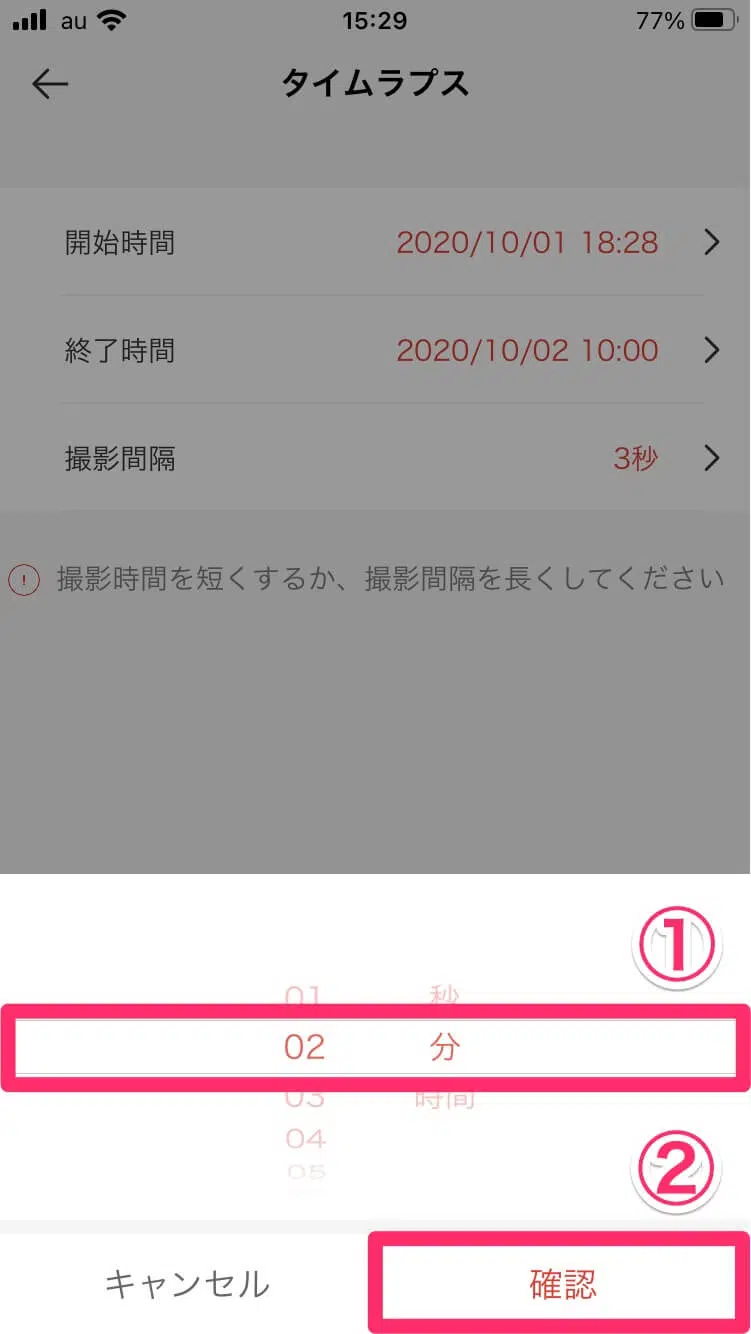 au 15:29 77%
タイムラプス
開始時間 2020/10/01 18:28
終了時間 2020/10/02 10:00
撮影間隔 3秒
! 撮影時間を短くするか、撮影間隔を長くしてください
①
01 秒
02 分
03 時間
04
05
②
キャンセル 確認